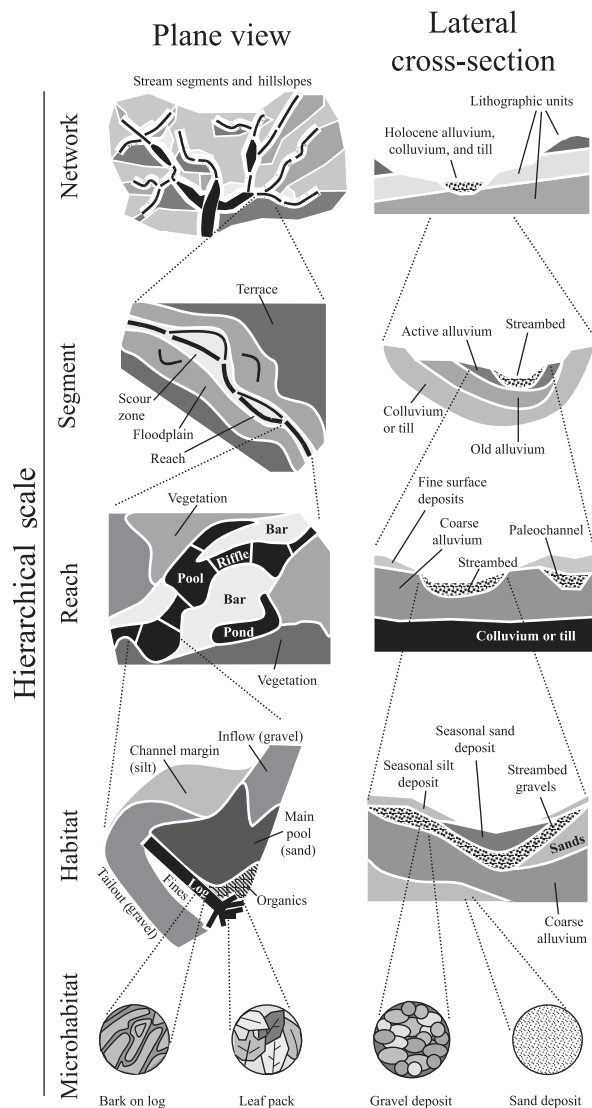 Plane view
Lateral
cross-section
Hierarchical scale
Network
Stream segments and hillslopes
Lithographic units
Holocene alluvium,
colluvium, and till
Segment
Terrace
Scour
zone
Floodplain
Reach
Active alluvium
Streambed
Colluvium
or till
Old alluvium
Reach
Vegetation
Bar
Riffle
Pool
Bar
Pond
Vegetation
Fine surface
deposits
Coarse
alluvium
Paleochannel
Streambed
Colluvium or till
Habitat
Inflow (gravel)
Channel margin
(silt)
Main
pool
(sand)
Log
Fines
Organics
Tailout (gravel)
Seasonal sand
deposit
Seasonal silt
deposit
Streambed
gravels
Sands
Coarse
alluvium
Microhabitat
Bark on log
Leaf pack
Gravel deposit
Sand deposit